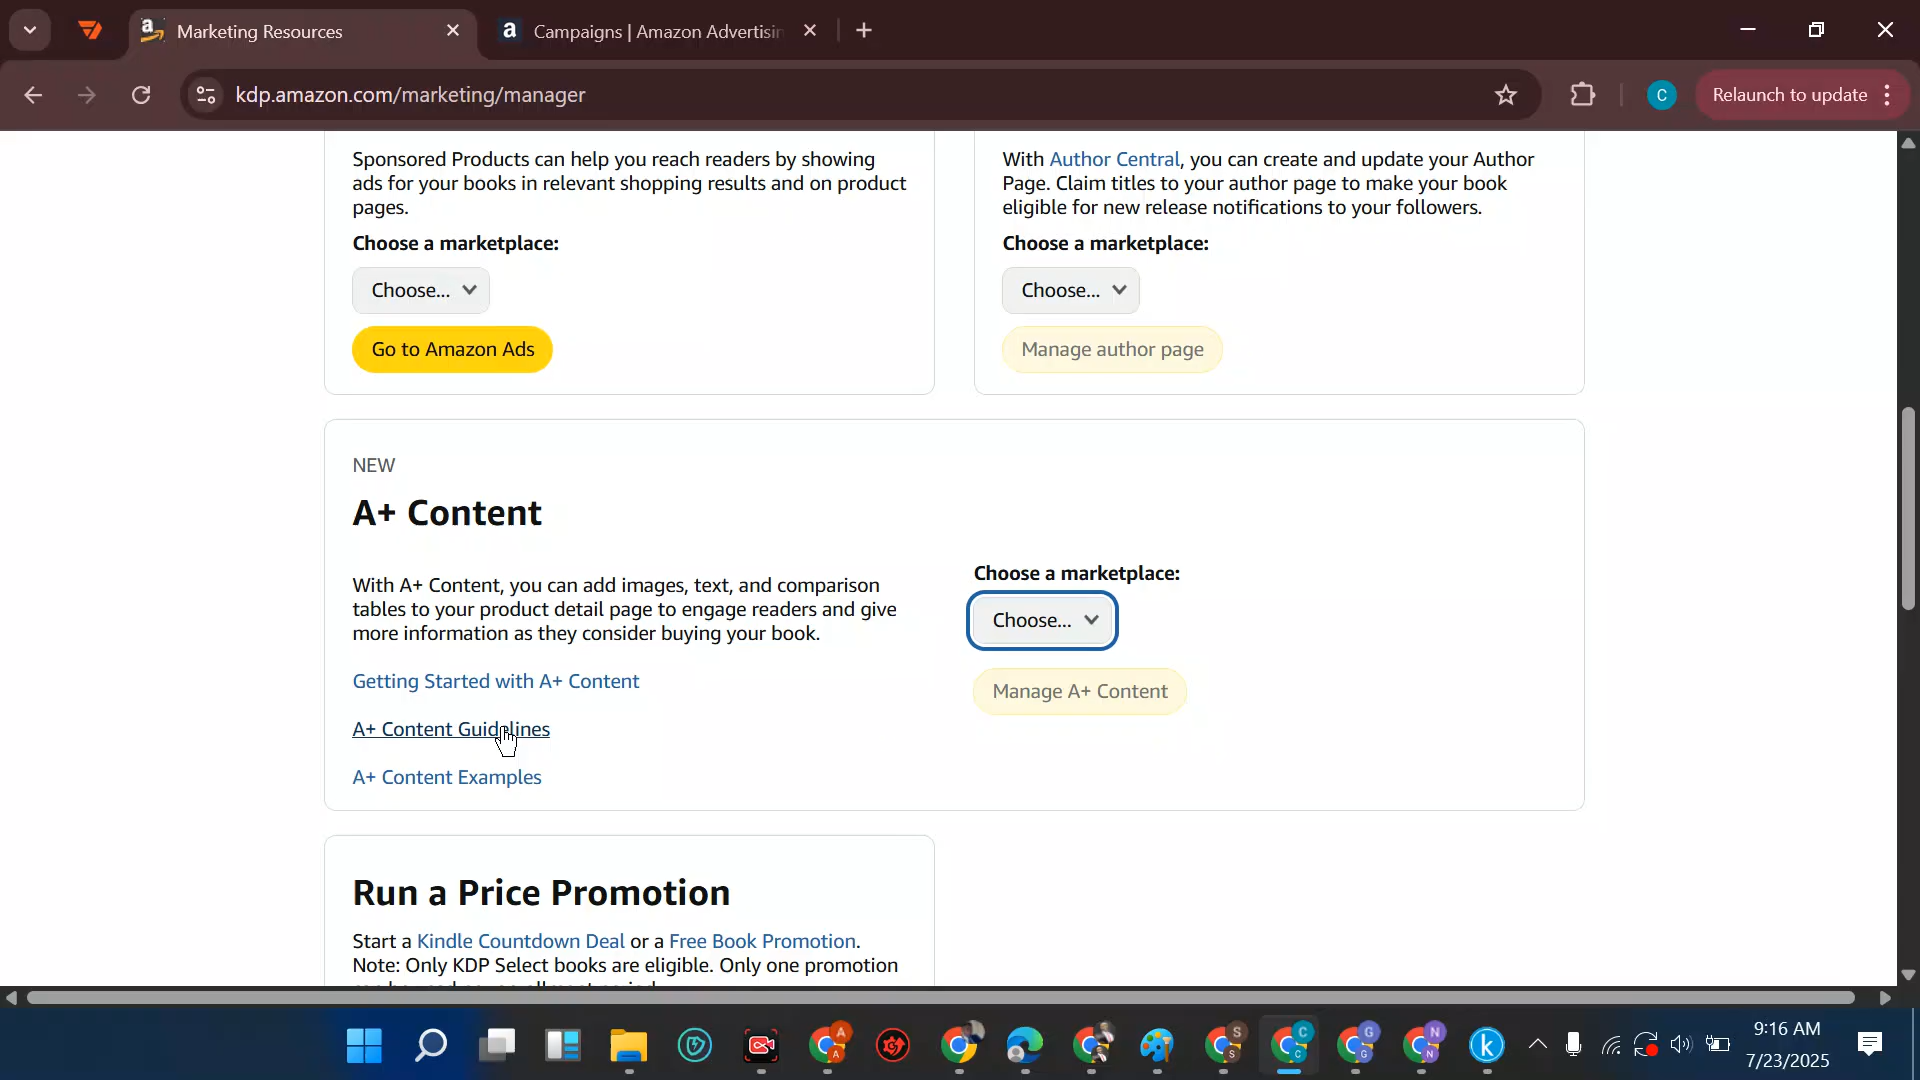 Marketing Resources
Campaigns | Amazon Advertisin
kdp.amazon.com/marketing/manager
C
Relaunch to update
Sponsored Products can help you reach readers by showing
ads for your books in relevant shopping results and on product
pages.
Choose a marketplace:
Choose...
Go to Amazon Ads
With Author Central, you can create and update your Author
Page. Claim titles to your author page to make your book
eligible for new release notifications to your followers.
Choose a marketplace:
Choose...
Manage author page
NEW
A+ Content
With A+ Content, you can add images, text, and comparison
tables to your product detail page to engage readers and give
more information as they consider buying your book.
Getting Started with A+ Content
A+ Content Guidelines
A+ Content Examples
Choose a marketplace:
Choose...
Manage A+ Content
Run a Price Promotion
Start a Kindle Countdown Deal or a Free Book Promotion.
Note: Only KDP Select books are eligible. Only one promotion
9:16 AM
7/23/2025